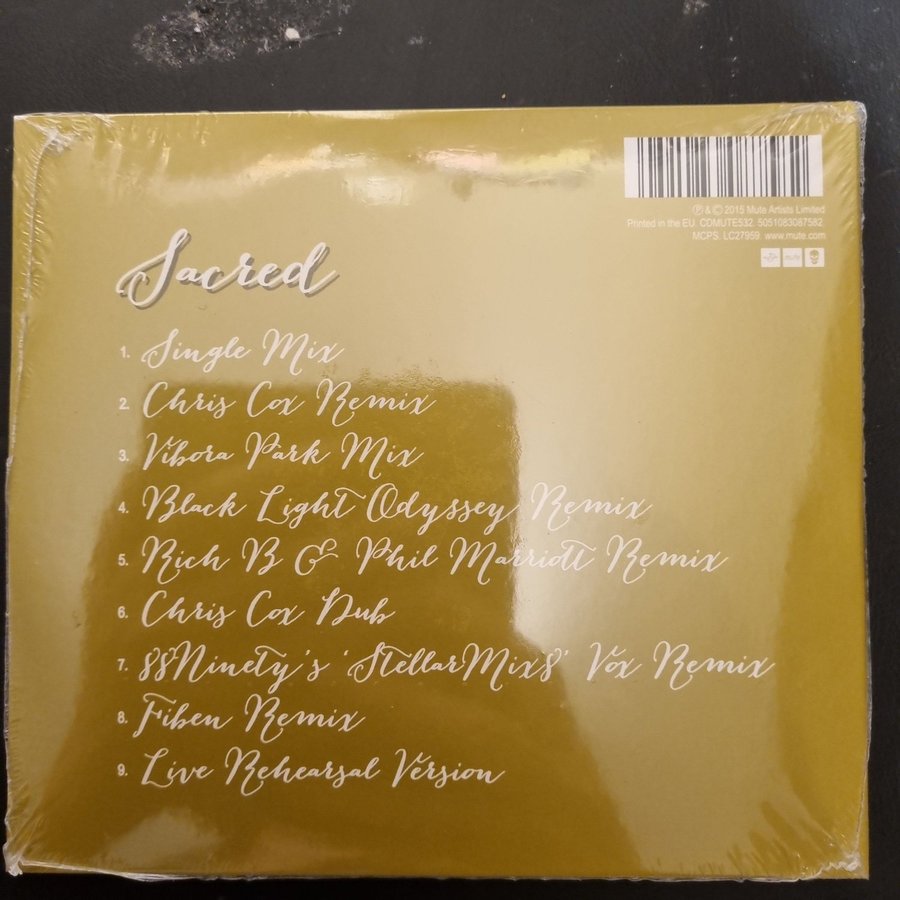 ℗ & © 2015 Mute Artists Limited
Printed in the EU. CDMUTE532. 5051083087582
MCPS. LC27959. www.mute.com
mute
Sacred
1. Single Mix
2. Chris Cox Remix
3. Vibora Park Mix
4. Black Light Odyssey Remix
5. Rich B & Phil Marriott Remix
6. Chris Cox Dub
7. 88Ninety's 'StellarMix8' Vox Remix
8. Fiben Remix
9. Live Rehearsal Version